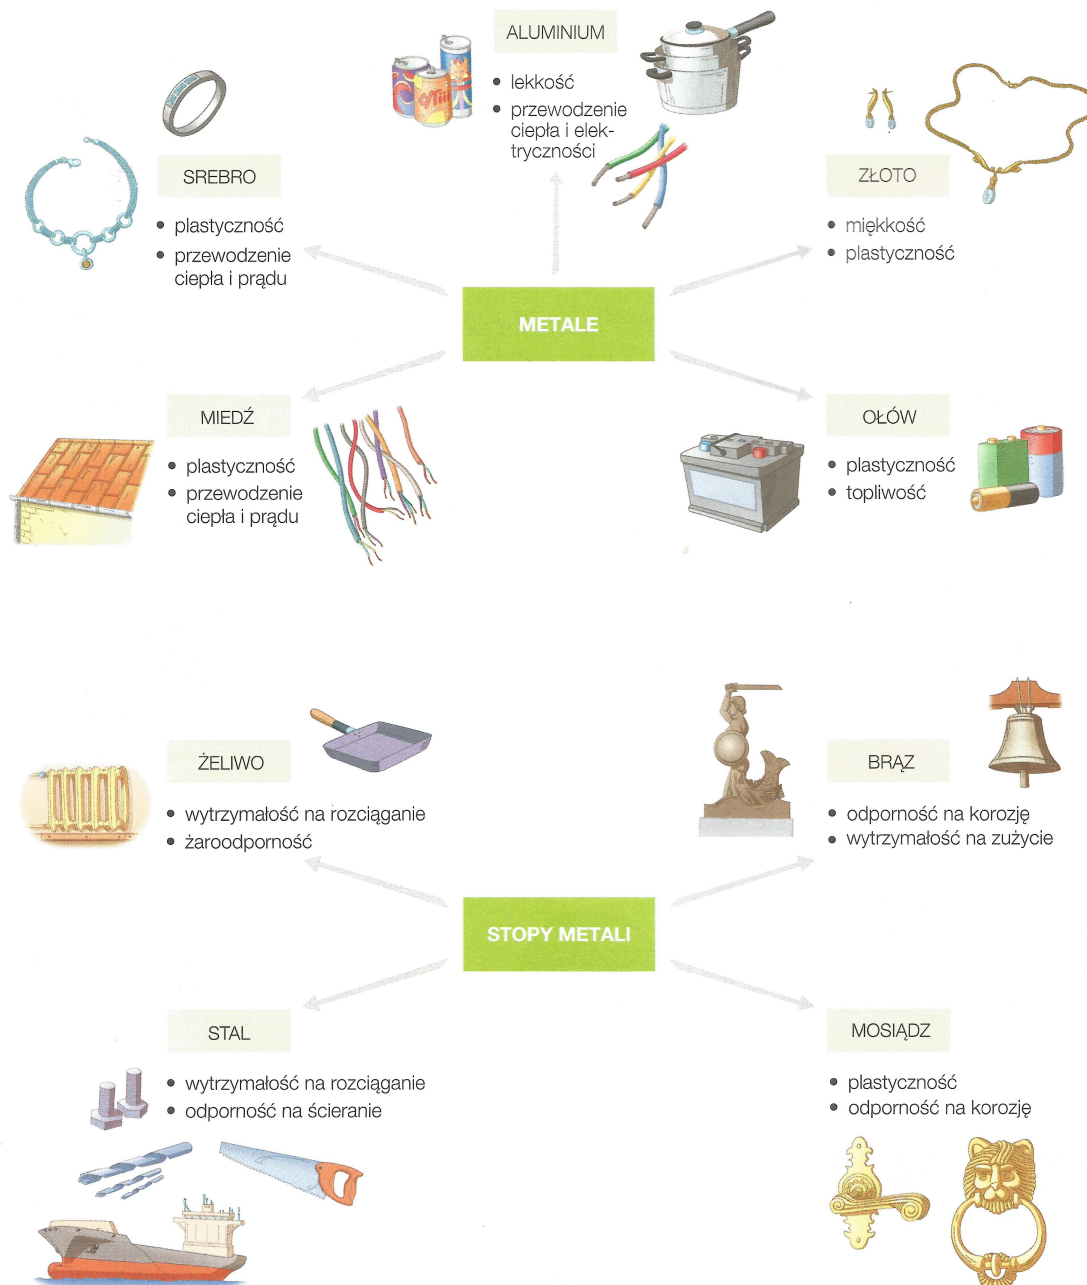 ALUMINIUM
• lekkość
• przewodzenie
ciepła i elek-
tryczności
SREBRO
• plastyczność
• przewodzenie
ciepła i prądu
ZŁOTO
• miękkość
• plastyczność
METALE
MIEDŹ
• plastyczność
• przewodzenie
ciepła i prądu
OŁÓW
• plastyczność
• topliwość
ŻELIWO
• wytrzymałość na rozciąganie
• żaroodporność
BRĄZ
• odporność na korozję
• wytrzymałość na zużycie
STOPY METALI
STAL
• wytrzymałość na rozciąganie
• odporność na ścieranie
MOSIĄDZ
• plastyczność
• odporność na korozję